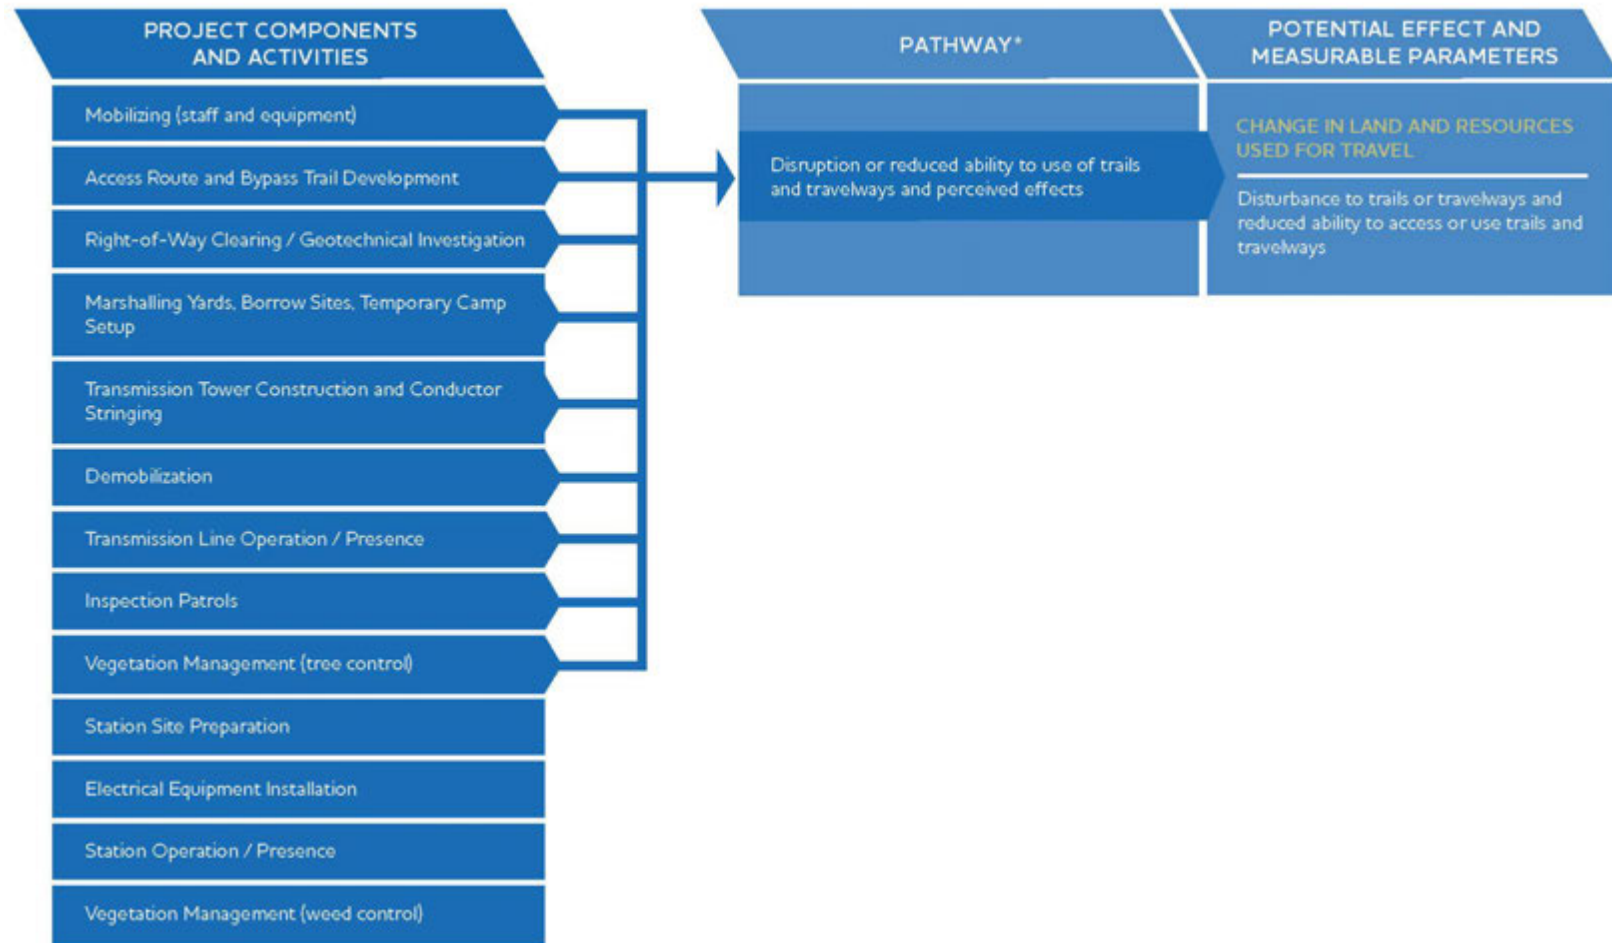 PROJECT COMPONENTS
AND ACTIVITIES
Mobilizing (staff and equipment)
Access Route and Bypass Trail Development
Right-of-Way Clearing / Geotechnical Investigation
Marshalling Yards, Borrow Sites, Temporary Camp
Setup
Transmission Tower Construction and Conductor
Stringing
Demobilization
Transmission Line Operation / Presence
Inspection Patrols
Vegetation Management (tree control)
Station Site Preparation
Electrical Equipment Installation
Station Operation / Presence
Vegetation Management (weed control)
PATHWAY*
Disruption or reduced ability to use of trails
and travelways and perceived effects
POTENTIAL EFFECT AND
MEASURABLE PARAMETERS
CHANGE IN LAND AND RESOURCES
USED FOR TRAVEL
Disturbance to trails or travelways and
reduced ability to access or use trails and
travelways